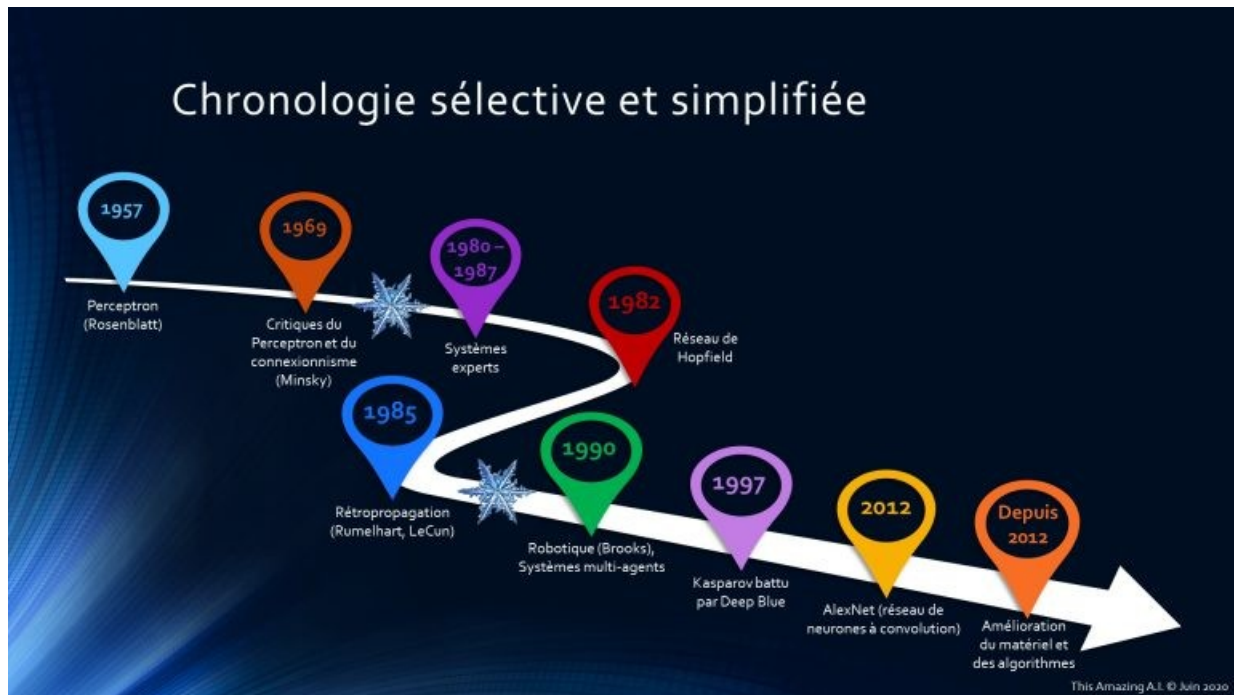 Chronologie sélective et simplifiée
1957
Perceptron
(Rosenblatt)
1969
Critiques du
Perceptron et du
connexionnisme
(Minsky)
1980 –
1987
Systèmes
experts
1982
Réseau de
Hopfield
1985
Rétropropagation
(Rumelhart, LeCun)
1990
Robotique (Brooks),
Systèmes multi-agents
1997
Kasparov battu
par Deep Blue
2012
AlexNet (réseau de
neurones à convolution)
Depuis
2012
Amélioration
du matériel et
des algorithmes
This Amazing A.I. © Juin 2020